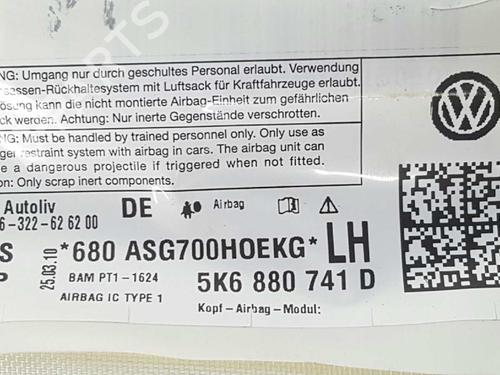 NG: Umgang nur durch geschultes Personal erlaubt. Verwendung
sassen-Rückhaltesystem mit Luftsack für Kraftfahrzeuge erlaubt.
ösung kann die nicht montierte Airbag-Einheit zum gefährlichen
ck werden. Achtung: Nur inerte Gegenstände verschrotten.
NG: Must be handled by trained personnel only. Only use as
ger restraint system with airbag in cars. The airbag unit can
e a dangerous projectile if triggered when not fitted.
ion: Only scrap inert components.
Autoliv DE Airbag
6-322-626200
S *680 ASG700HOEKG* LH
P 25.03.10 BAM PT1-1624 5K6 880 741 D
AIRBAG IC TYPE 1 Kopf-Airbag-Modul: